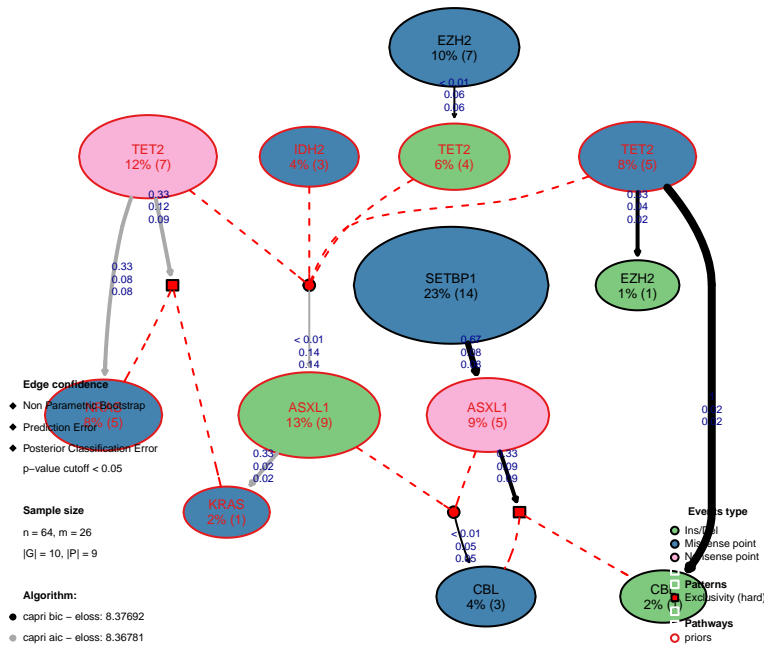 EZH2
10% (7)
< 0.01
0.06
0.06
TET2
12% (7)
IDH2
4% (3)
TET2
6% (4)
TET2
8% (5)
0.33
0.12
0.09
0.04
0.02
0.33
0.08
0.08
SETBP1
23% (14)
EZH2
1% (1)
< 0.01
0.14
0.14
0.67
0.08
0.08
Edge confidence
Non Parametric Bootstrap
Prediction Error
Posterior Classification Error
p–value cutoff < 0.05
8% (5)
ASXL1
13% (9)
ASXL1
9% (5)
0.33
0.02
0.02
0.33
0.09
0.09
KRAS
2% (1)
Sample size
n = 64, m = 26
|G| = 10, |P| = 9
<0.01
0.05
0.05
Events type
Ins/Del
Missense point
Nonsense point
Patterns
Exclusivity (hard)
Pathways
priors
CBL
4% (3)
2%
Algorithm:
capri bic – eloss: 8.37692
capri aic – eloss: 8.36781